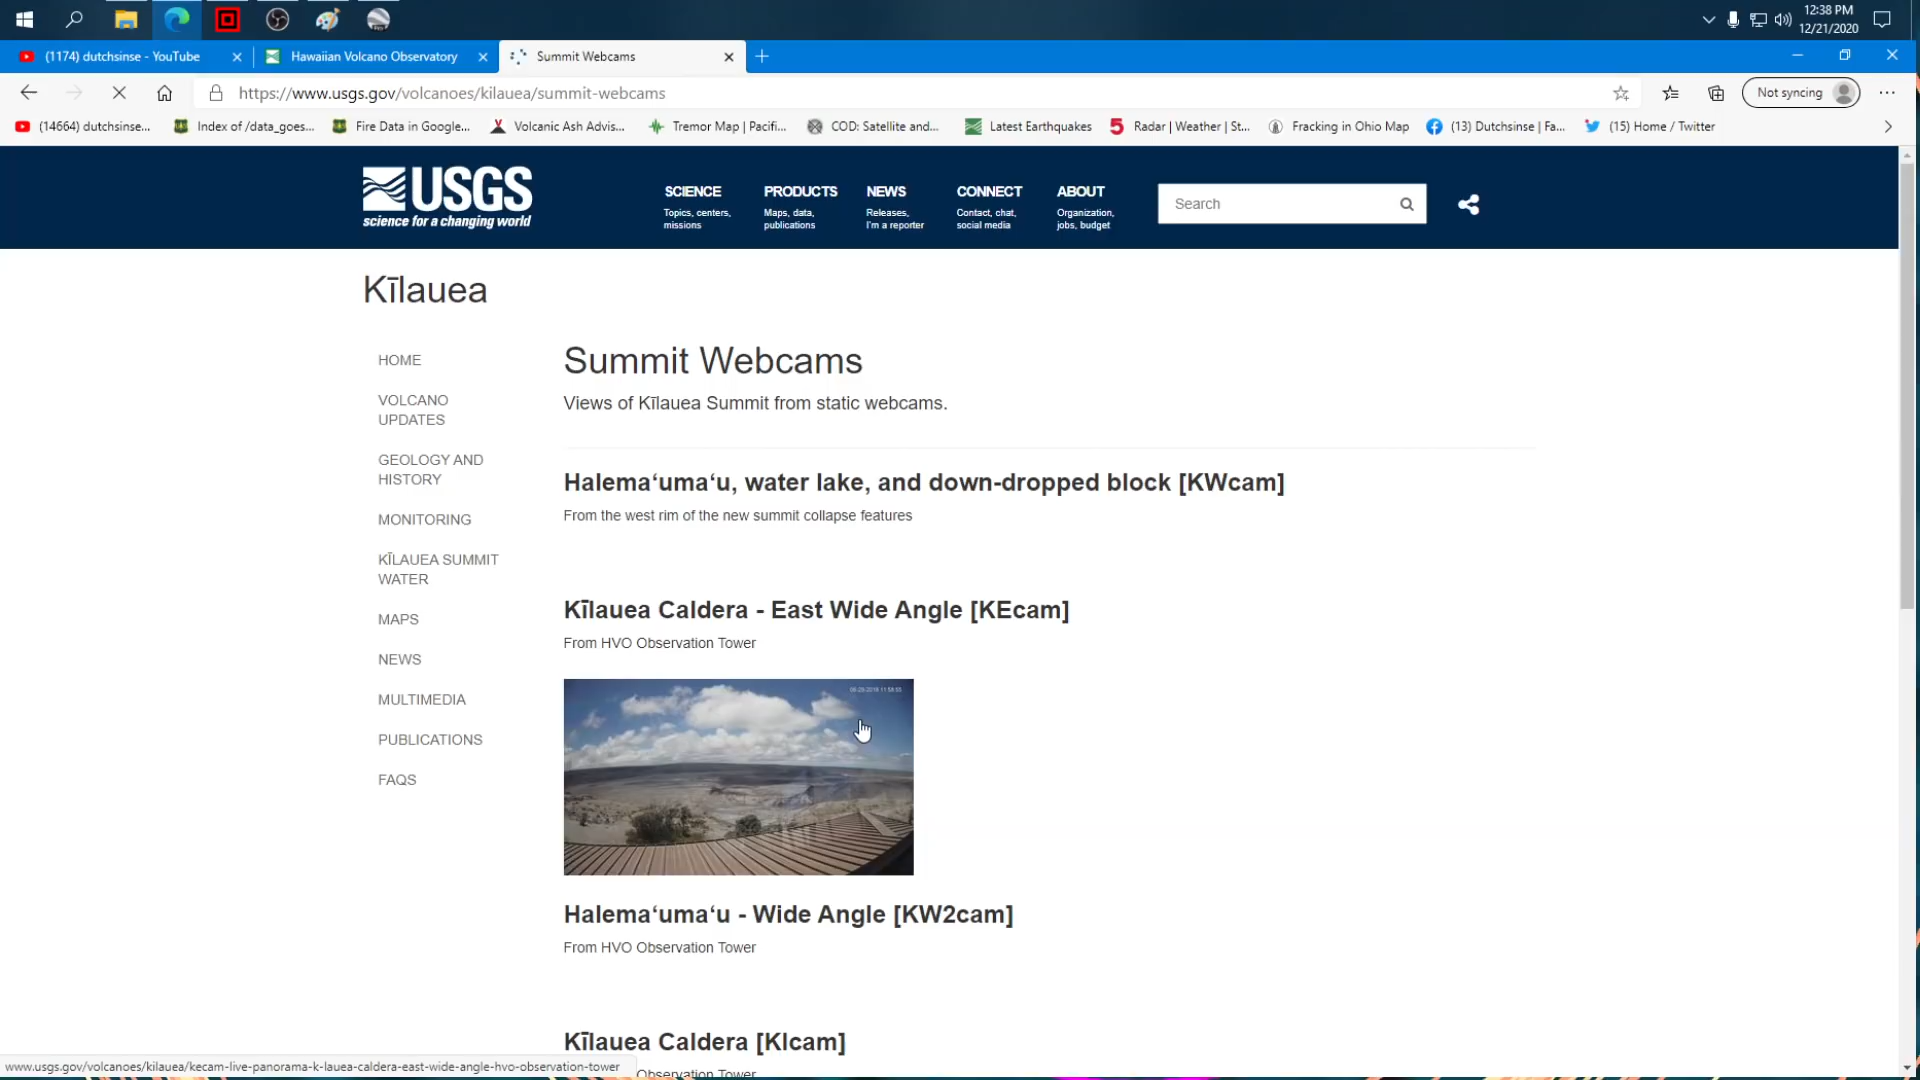 12:38 PM
12/21/2020
(1174) dutchsinse - YouTube
Hawaiian Volcano Observatory
Summit Webcams
https://www.usgs.gov/volcanoes/kilauea/summit-webcams
Not syncing
(14664) dutchsinse...
Index of /data_goes...
Fire Data in Google...
Volcanic Ash Advis...
Tremor Map | Pacifi...
COD: Satellite and...
Latest Earthquakes
5 Radar | Weather | St...
Fracking in Ohio Map
(13) Dutchsinse | Fa...
(15) Home / Twitter
USGS
science for a changing world
SCIENCE
Topics, centers,
missions
PRODUCTS
Maps, data,
publications
NEWS
Releases,
I'm a reporter
CONNECT
Contact, chat,
social media
ABOUT
Organization,
jobs, budget
Search
Kīlauea
HOME
VOLCANO
UPDATES
GEOLOGY AND
HISTORY
MONITORING
KĪLAUEA SUMMIT
WATER
MAPS
NEWS
MULTIMEDIA
PUBLICATIONS
FAQS
Summit Webcams
Views of Kīlauea Summit from static webcams.
Halemaʻumaʻu, water lake, and down-dropped block [KWcam]
From the west rim of the new summit collapse features
Kīlauea Caldera - East Wide Angle [KEcam]
From HVO Observation Tower
Halemaʻumaʻu - Wide Angle [KW2cam]
From HVO Observation Tower
Kīlauea Caldera [KIcam]
Observation Tower
www.usgs.gov/volcanoes/kilauea/kecam-live-panorama-k-lauea-caldera-east-wide-angle-hvo-observation-tower